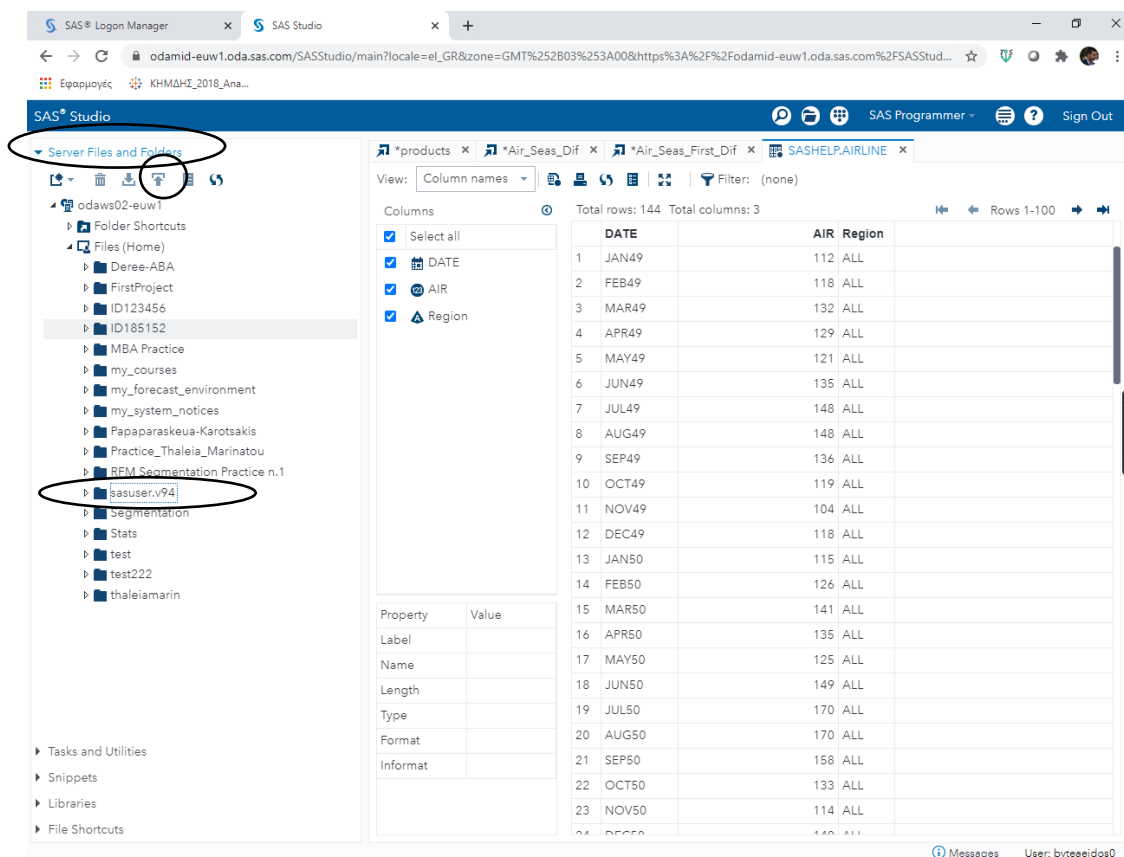 SAS® Logon Manager
SAS Studio
odamid-euw1.oda.sas.com/SASStudio/main?locale=el_GR&zone=GMT%252B03%253A00&https%3A%2F%2Fodamid-euw1.oda.sas.com%2FSASStud...
Εφαρμογές
ΚΗΜΔΗΣ_2018_Ana...
SAS® Studio
SAS Programmer
Sign Out
Server Files and Folders
odaws02-euw1
Folder Shortcuts
Files (Home)
Deree-ABA
FirstProject
ID123456
ID185152
MBA Practice
my_courses
my_forecast_environment
my_system_notices
Papaparaskeua-Karotsakis
Practice_Thaleia_Marinatou
RFM Segmentation Practice n.1
sasuser.v94
Segmentation
Stats
test
test222
thaleiamarin
Tasks and Utilities
Snippets
Libraries
File Shortcuts
*products
*Air_Seas_Dif
*Air_Seas_First_Dif
SASHELP.AIRLINE
View: Column names
Filter: (none)
Columns
Select all
DATE
AIR
Region
Property Value
Label
Name
Length
Type
Format
Informat
Total rows: 144 Total columns: 3
Rows 1-100
DATE AIR Region
1 JAN49 112 ALL
2 FEB49 118 ALL
3 MAR49 132 ALL
4 APR49 129 ALL
5 MAY49 121 ALL
6 JUN49 135 ALL
7 JUL49 148 ALL
8 AUG49 148 ALL
9 SEP49 136 ALL
10 OCT49 119 ALL
11 NOV49 104 ALL
12 DEC49 118 ALL
13 JAN50 115 ALL
14 FEB50 126 ALL
15 MAR50 141 ALL
16 APR50 135 ALL
17 MAY50 125 ALL
18 JUN50 149 ALL
19 JUL50 170 ALL
20 AUG50 170 ALL
21 SEP50 158 ALL
22 OCT50 133 ALL
23 NOV50 114 ALL
24 DEC50 140 ALL
Messages
User: byteaeidos0